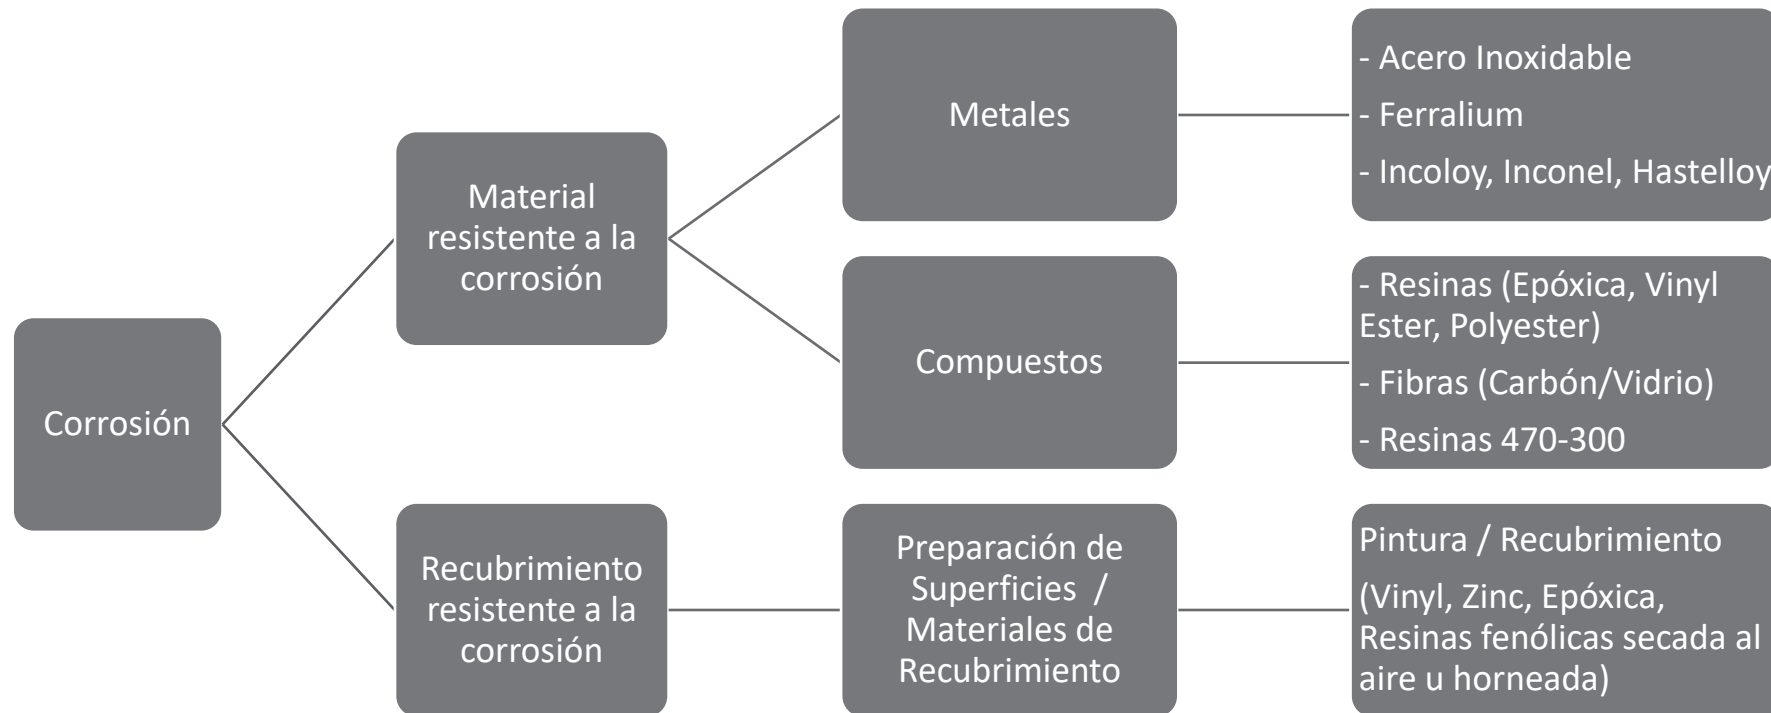 Corrosión
Material
resistente a la
corrosión
Metales
- Acero Inoxidable
- Ferralium
- Incoloy, Inconel, Hastelloy
Compuestos
- Resinas (Epóxica, Vinyl
Ester, Polyester)
- Fibras (Carbón/Vidrio)
- Resinas 470-300
Recubrimiento
resistente a la
corrosión
Preparación de
Superficies /
Materiales de
Recubrimiento
Pintura / Recubrimiento
(Vinyl, Zinc, Epóxica,
Resinas fenólicas secada al
aire u horneada)